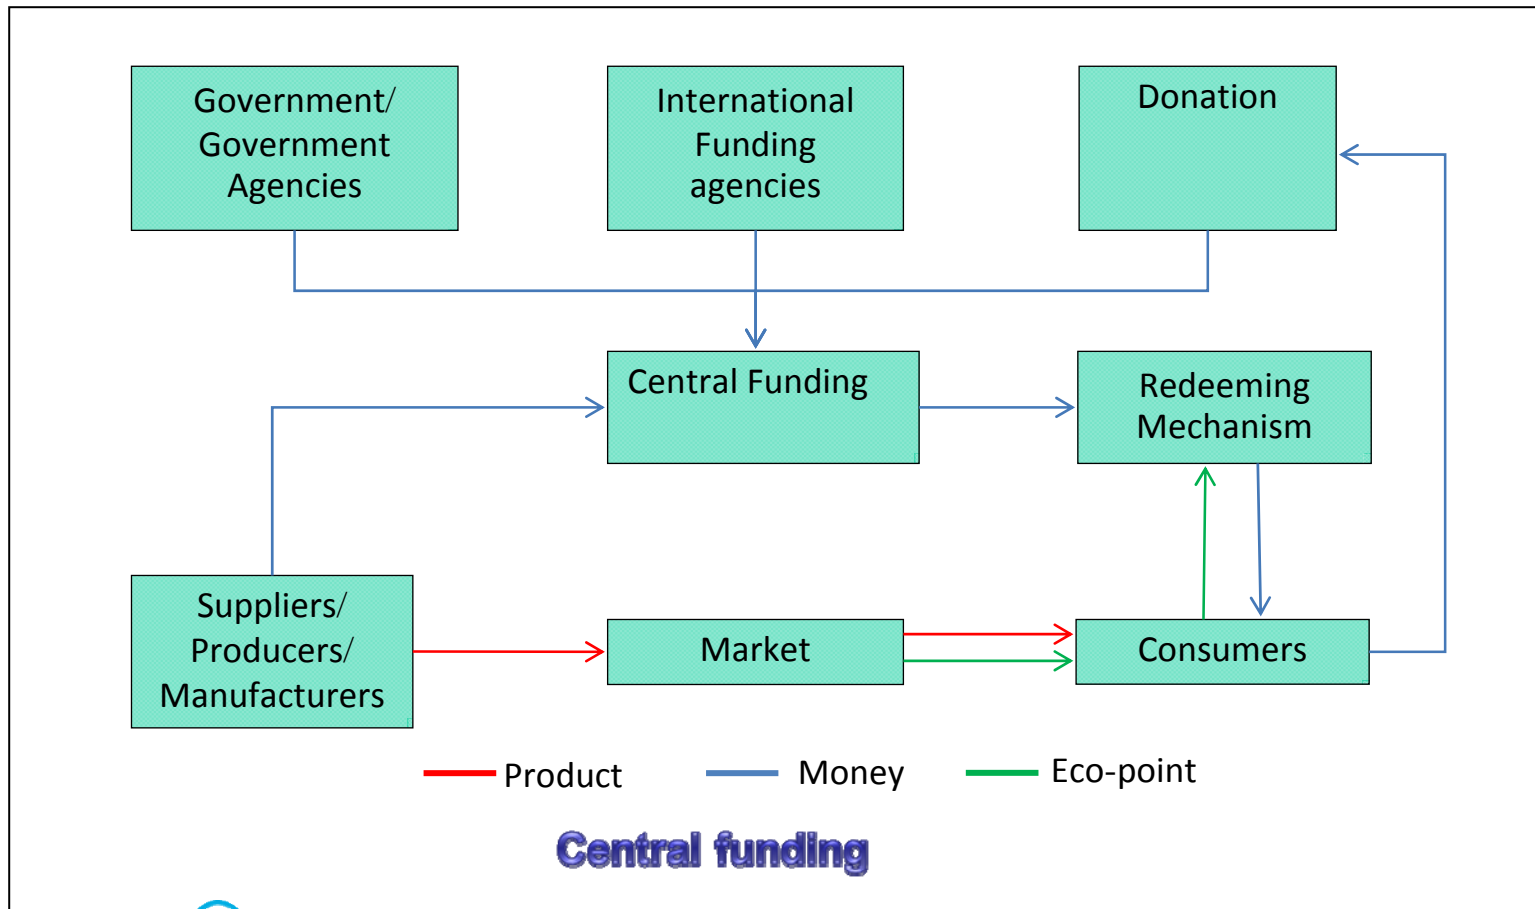 Government/
Government
Agencies
International
Funding
agencies
Donation
Central Funding
Redeeming
Mechanism
Suppliers/
Producers/
Manufacturers
Market
Consumers
Product
Money
Eco-point
Central funding